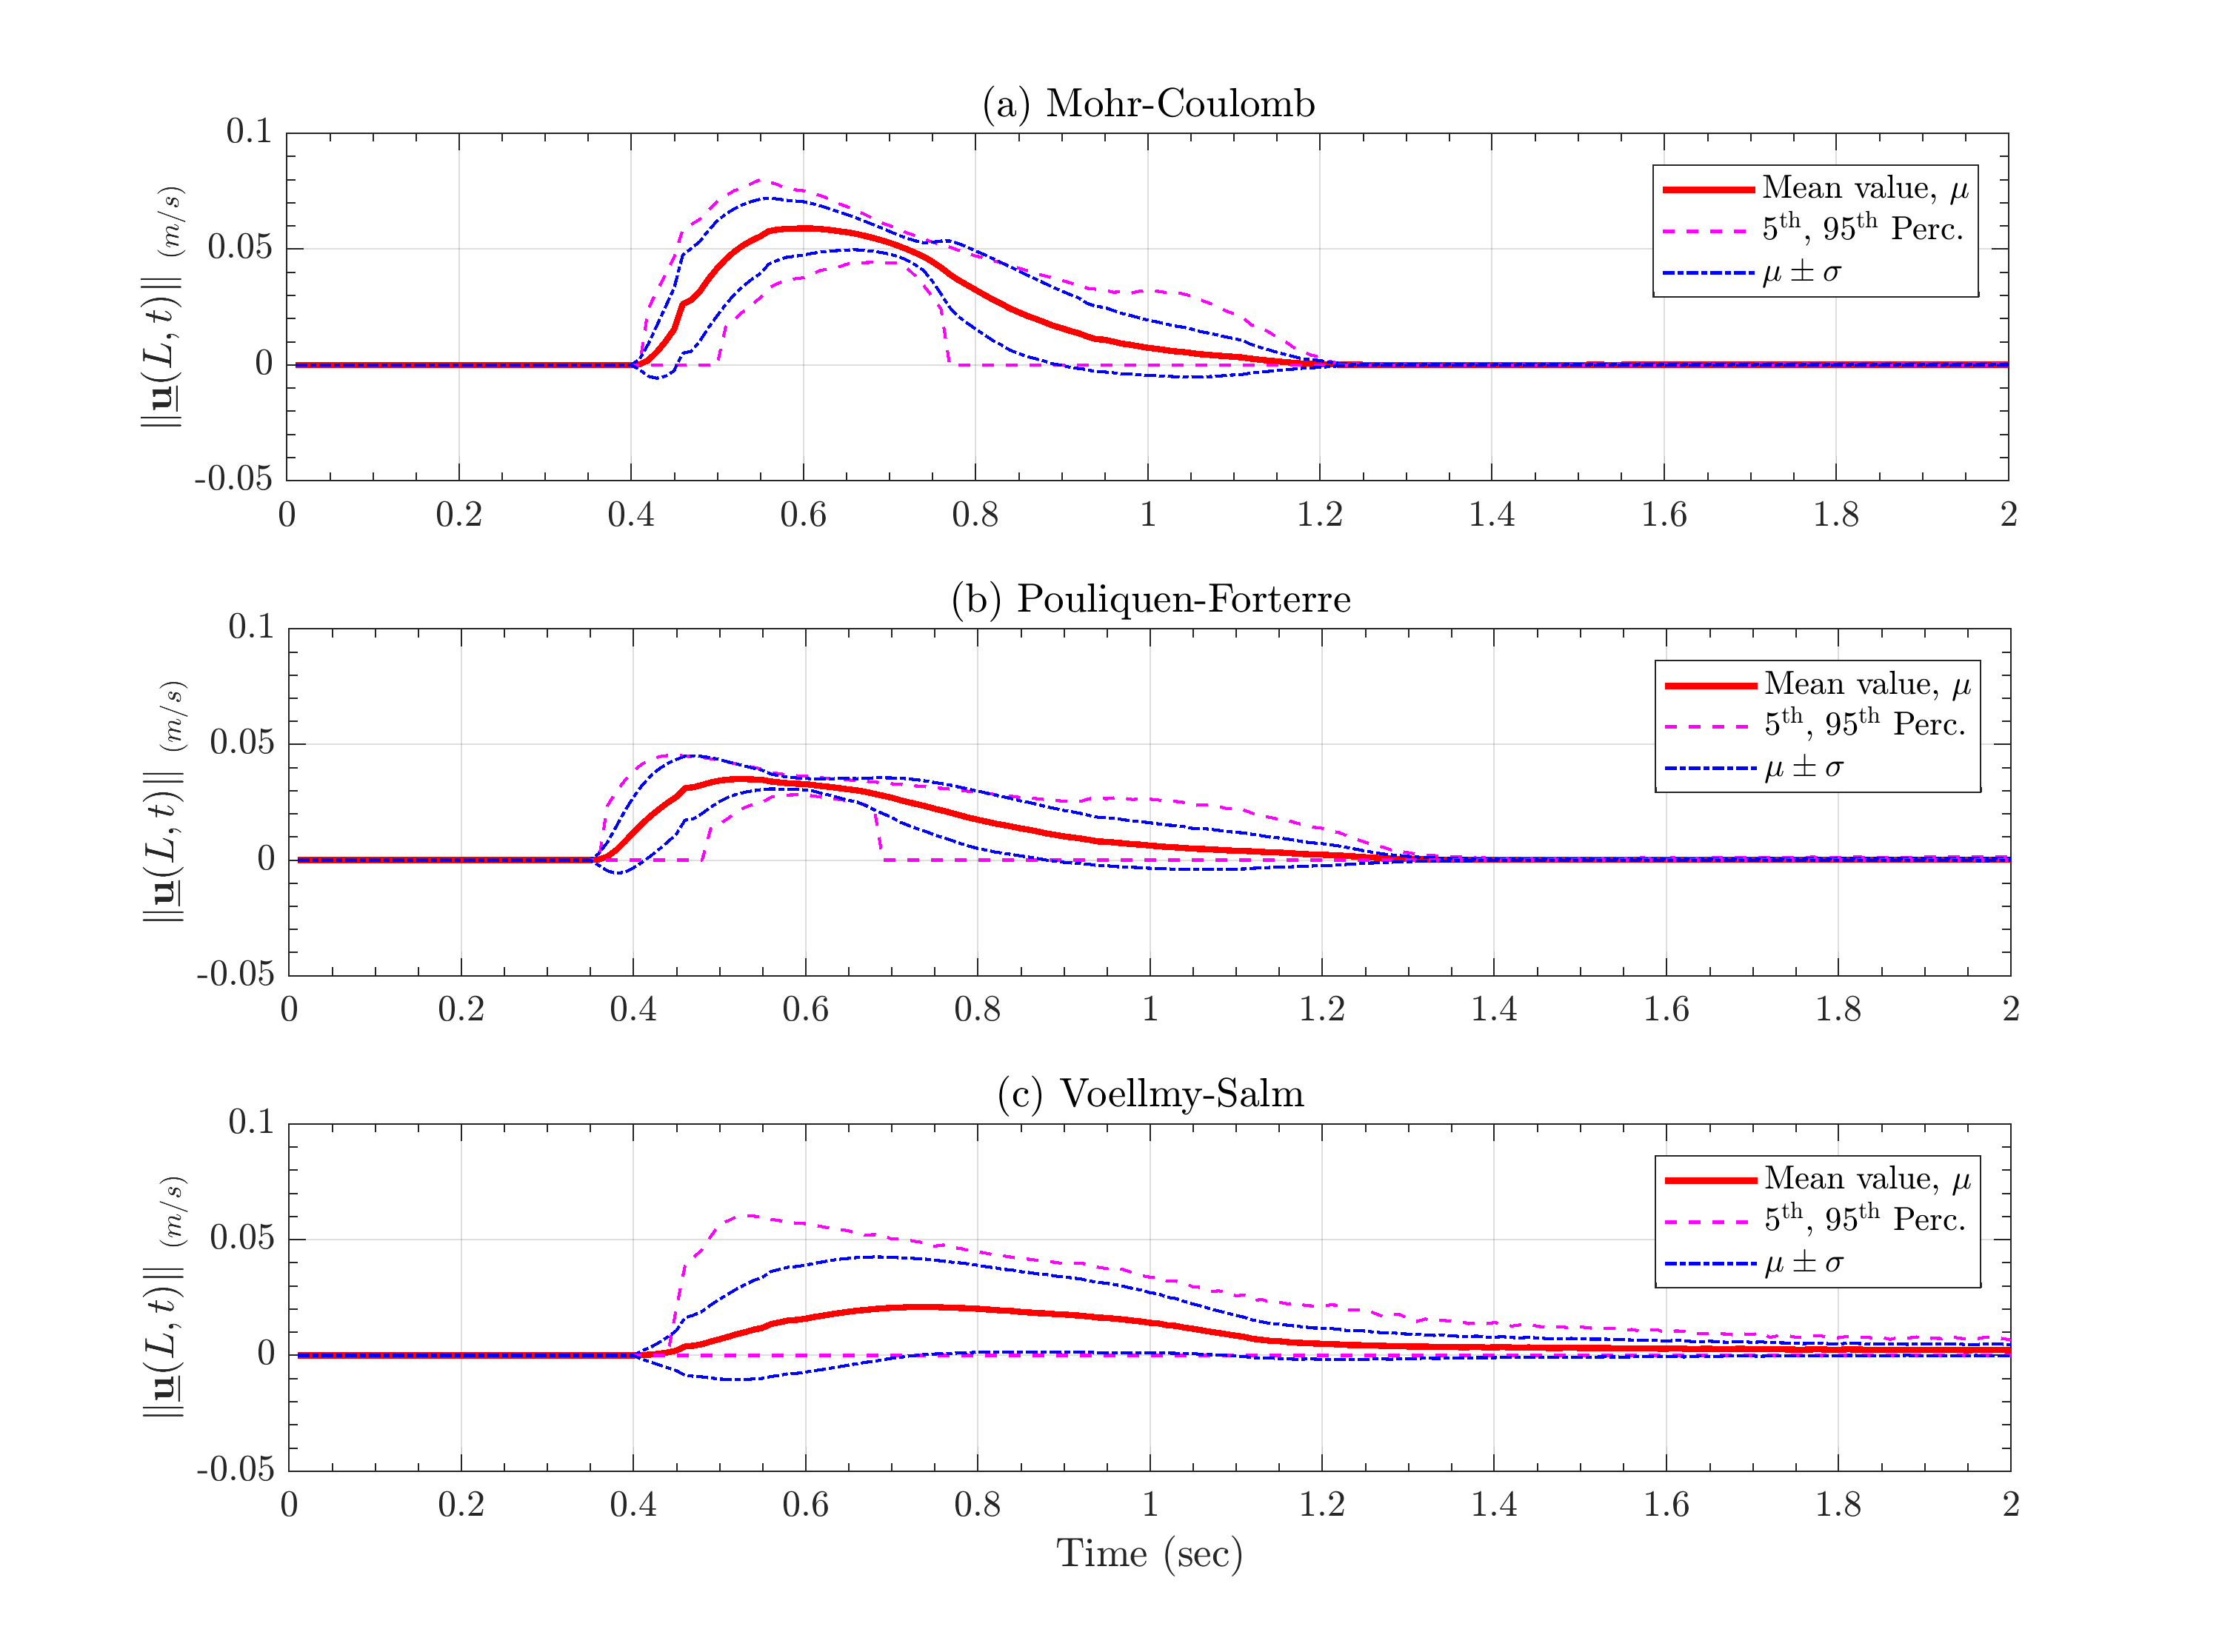 (a) Mohr-Coulomb
||u(L, t)|| (m/s)
0.1
0.05
0
-0.05
Mean value, μ
5th, 95th Perc.
μ ± σ
0 0.2 0.4 0.6 0.8 1 1.2 1.4 1.6 1.8 2
(b) Pouliquen-Forterre
||u(L, t)|| (m/s)
0.1
0.05
0
-0.05
Mean value, μ
5th, 95th Perc.
μ ± σ
0 0.2 0.4 0.6 0.8 1 1.2 1.4 1.6 1.8 2
(c) Voellmy-Salm
||u(L, t)|| (m/s)
0.1
0.05
0
-0.05
Mean value, μ
5th, 95th Perc.
μ ± σ
0 0.2 0.4 0.6 0.8 1 1.2 1.4 1.6 1.8 2
Time (sec)